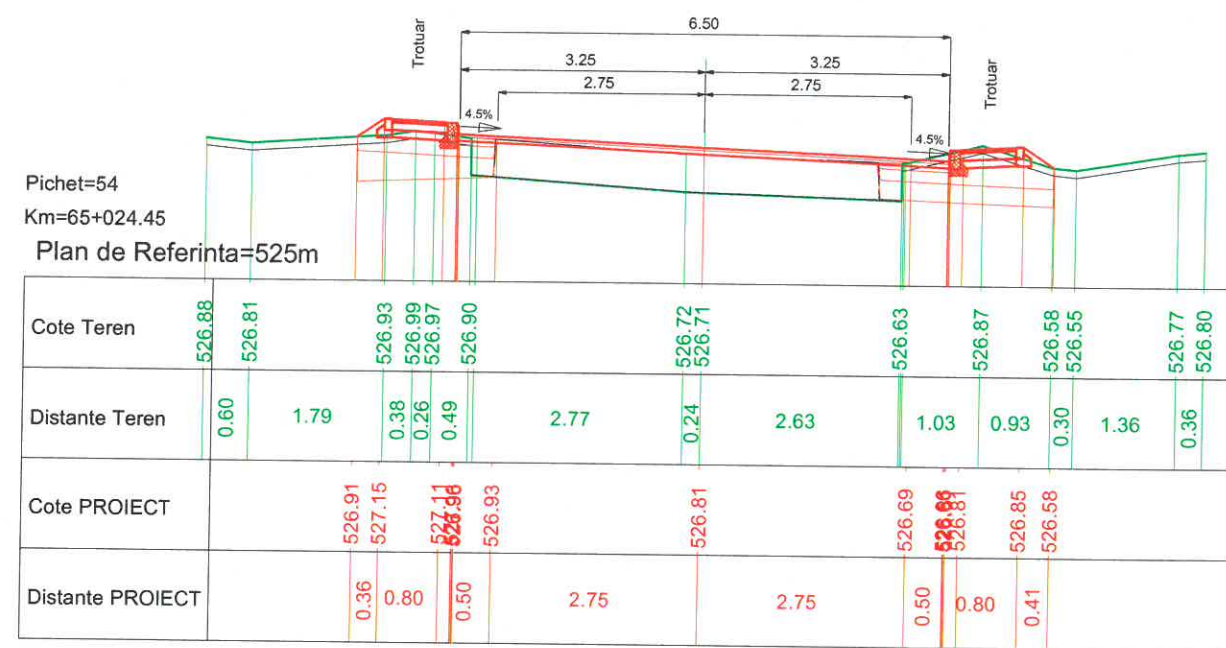 6.50
Trotuar
3.25 3.25
Trotuar
2.75 2.75
4.5%
4.5%
Pichet=54
Km=65+024.45
Plan de Referinta=525m
Cote Teren 526.88 526.81 526.93 526.99 526.97 526.90 526.72 526.71 526.63 526.87 526.58 526.55 526.77 526.80
Distante Teren 0.60 1.79 0.38 0.26 0.49 2.77 0.24 2.63 1.03 0.93 0.30 1.36 0.36
Cote PROIECT 526.91 527.15 527.11 526.93 526.81 526.69 526.81 526.85 526.58
Distante PROIECT 0.36 0.80 0.50 2.75 2.75 0.50 0.80 0.41